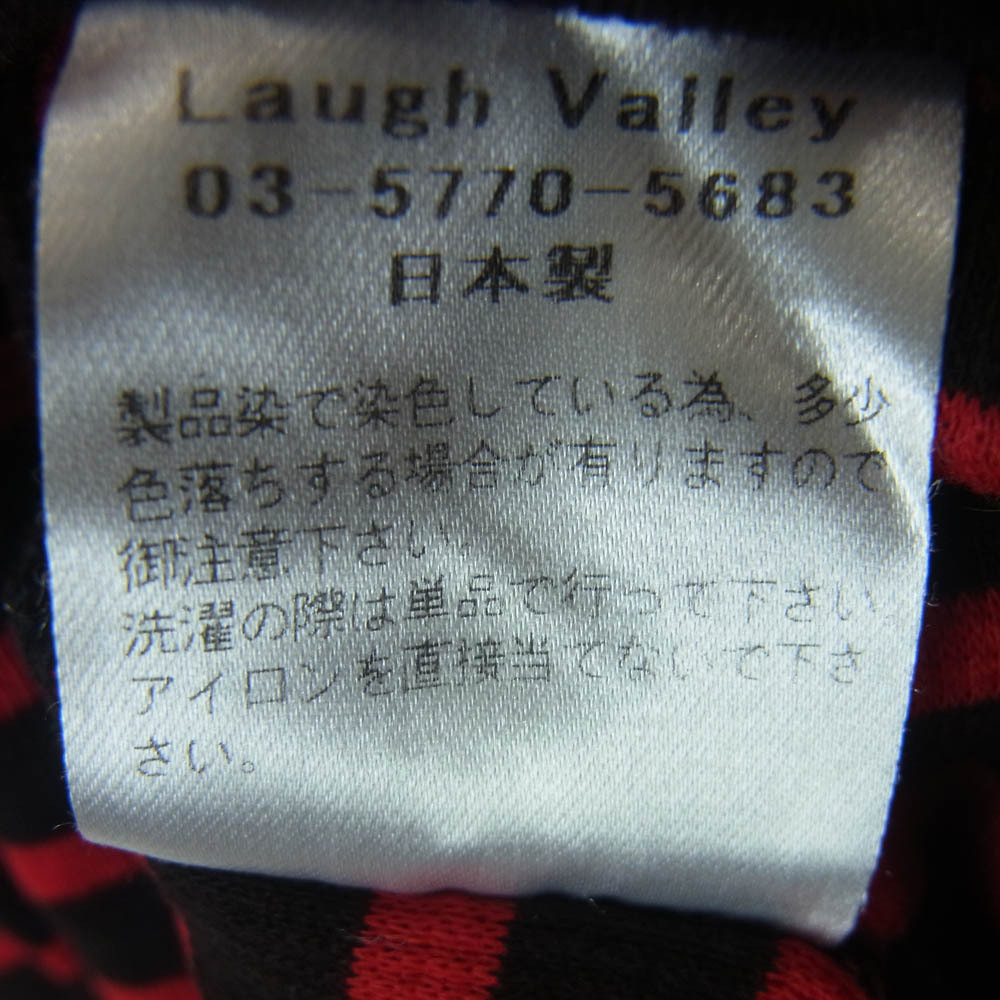 Laugh Valley
03-5770-5683
日本製
製品染で染色している為、多少
色落ちする場合が有りますので
御注意下さい。
洗濯の際は単品で行って下さい。
アイロンを直接当てないで下さ
さい。